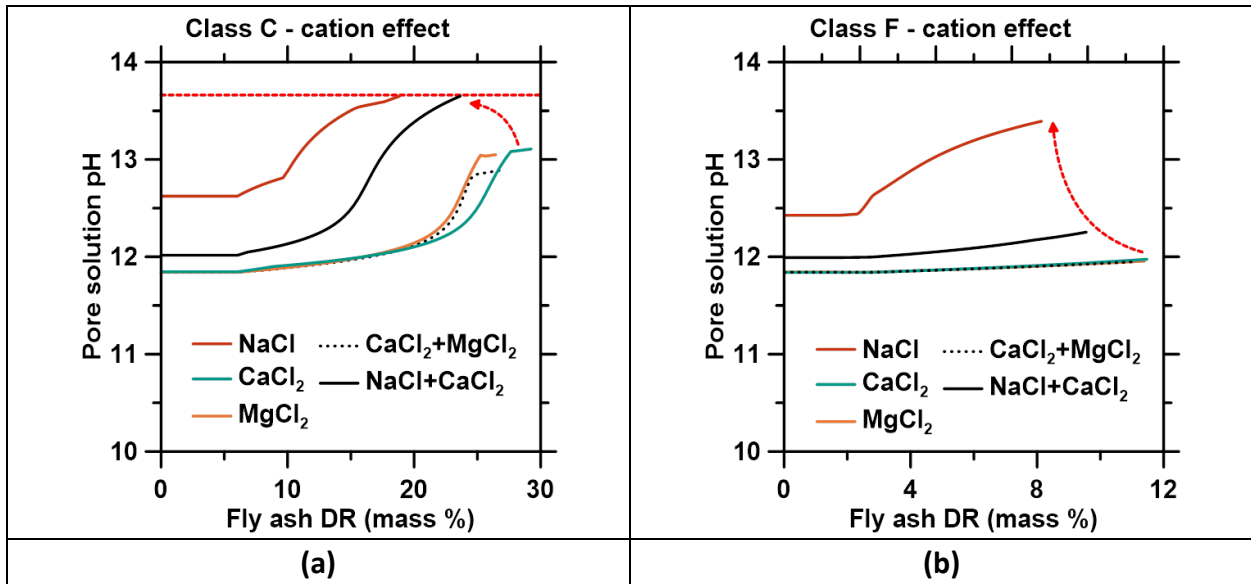 Class C - cation effect
14
13
12
11
10
Pore solution pH
NaCl
CaCl₂
MgCl₂
CaCl₂+MgCl₂
NaCl+CaCl₂
0 10 20 30
Fly ash DR (mass %)
(a)
Class F - cation effect
14
13
12
11
10
Pore solution pH
NaCl
CaCl₂
MgCl₂
CaCl₂+MgCl₂
NaCl+CaCl₂
0 4 8 12
Fly ash DR (mass %)
(b)